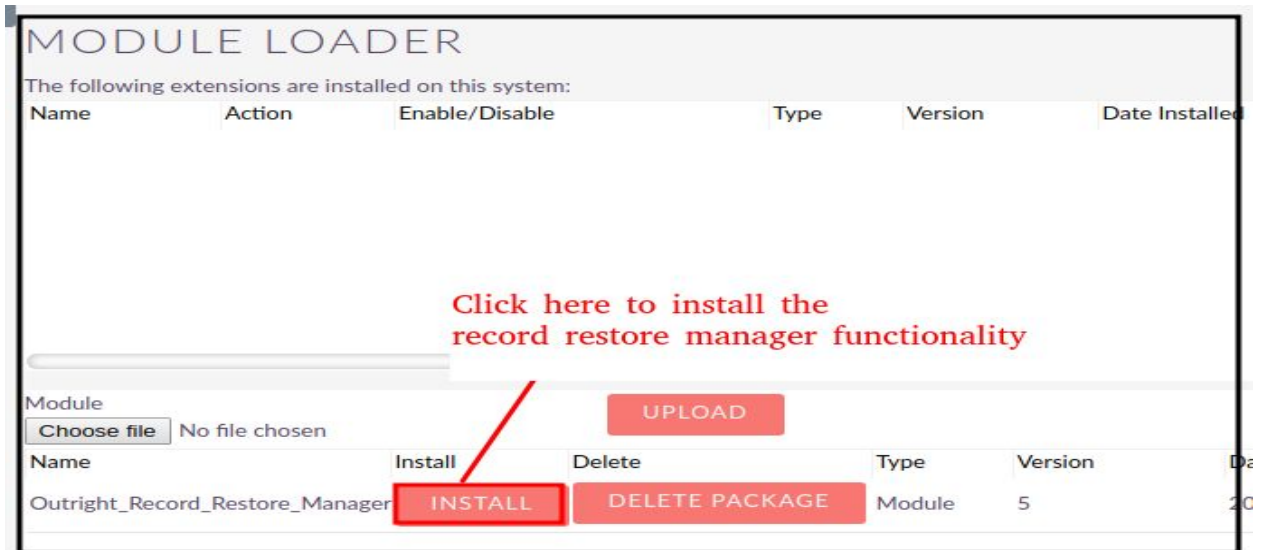 MODULE LOADER
The following extensions are installed on this system:
Name Action Enable/Disable Type Version Date Installed
Click here to install the
record restore manager functionality
Module
UPLOAD
Choose file No file chosen
Name Install Delete Type Version
Outright_Record_Restore_Manager INSTALL DELETE PACKAGE Module 5